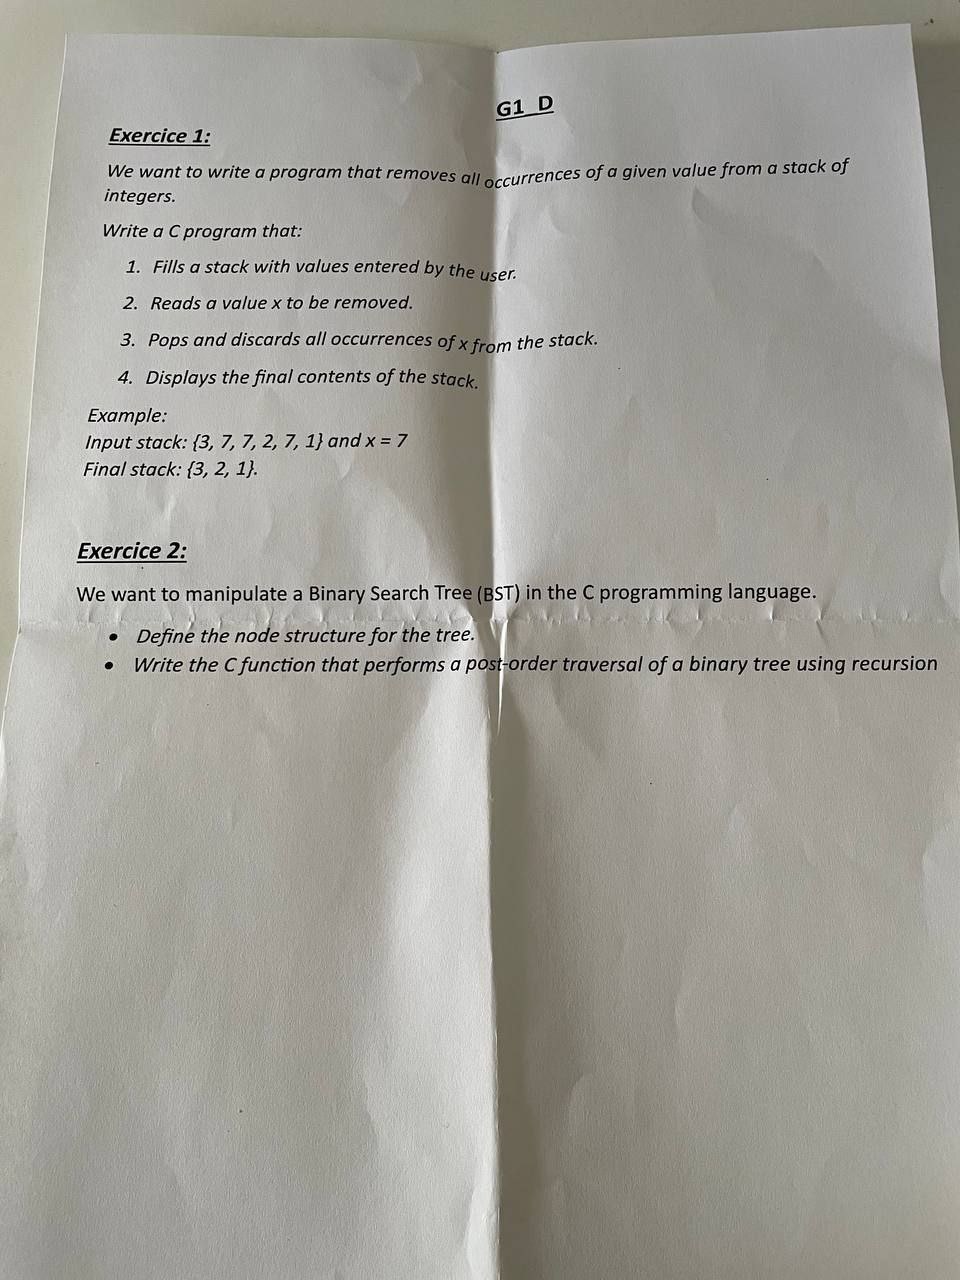 G1_D
Exercice 1:
We want to write a program that removes all occurrences of a given value from a stack of
integers.
Write a C program that:
1. Fills a stack with values entered by the user.
2. Reads a value x to be removed.
3. Pops and discards all occurrences of x from the stack.
4. Displays the final contents of the stack.
Example:
Input stack: {3, 7, 7, 2, 7, 1} and x = 7
Final stack: {3, 2, 1}.
Exercice 2:
We want to manipulate a Binary Search Tree (BST) in the C programming language.
• Define the node structure for the tree.
• Write the C function that performs a post-order traversal of a binary tree using recursion